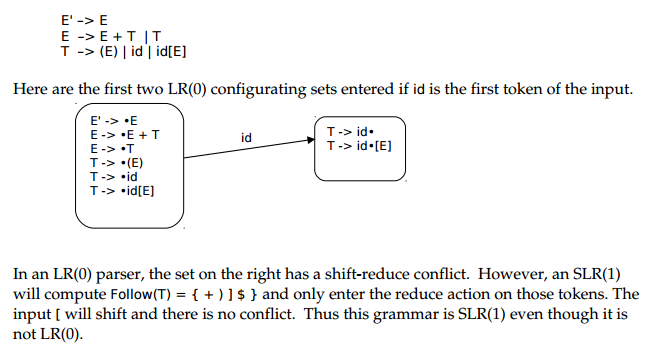 E' -> E
E -> E + T | T
T -> (E) | id | id[E]
Here are the first two LR(0) configurating sets entered if id is the first token of the input.
E' -> •E
E -> •E + T
E -> •T
T -> •(E)
T -> •id
T -> •id[E]
id
T -> id•
T -> id•[E]
In an LR(0) parser, the set on the right has a shift-reduce conflict. However, an SLR(1)
will compute Follow(T) = { + ) ] $ } and only enter the reduce action on those tokens. The
input [ will shift and there is no conflict. Thus this grammar is SLR(1) even though it is
not LR(0).